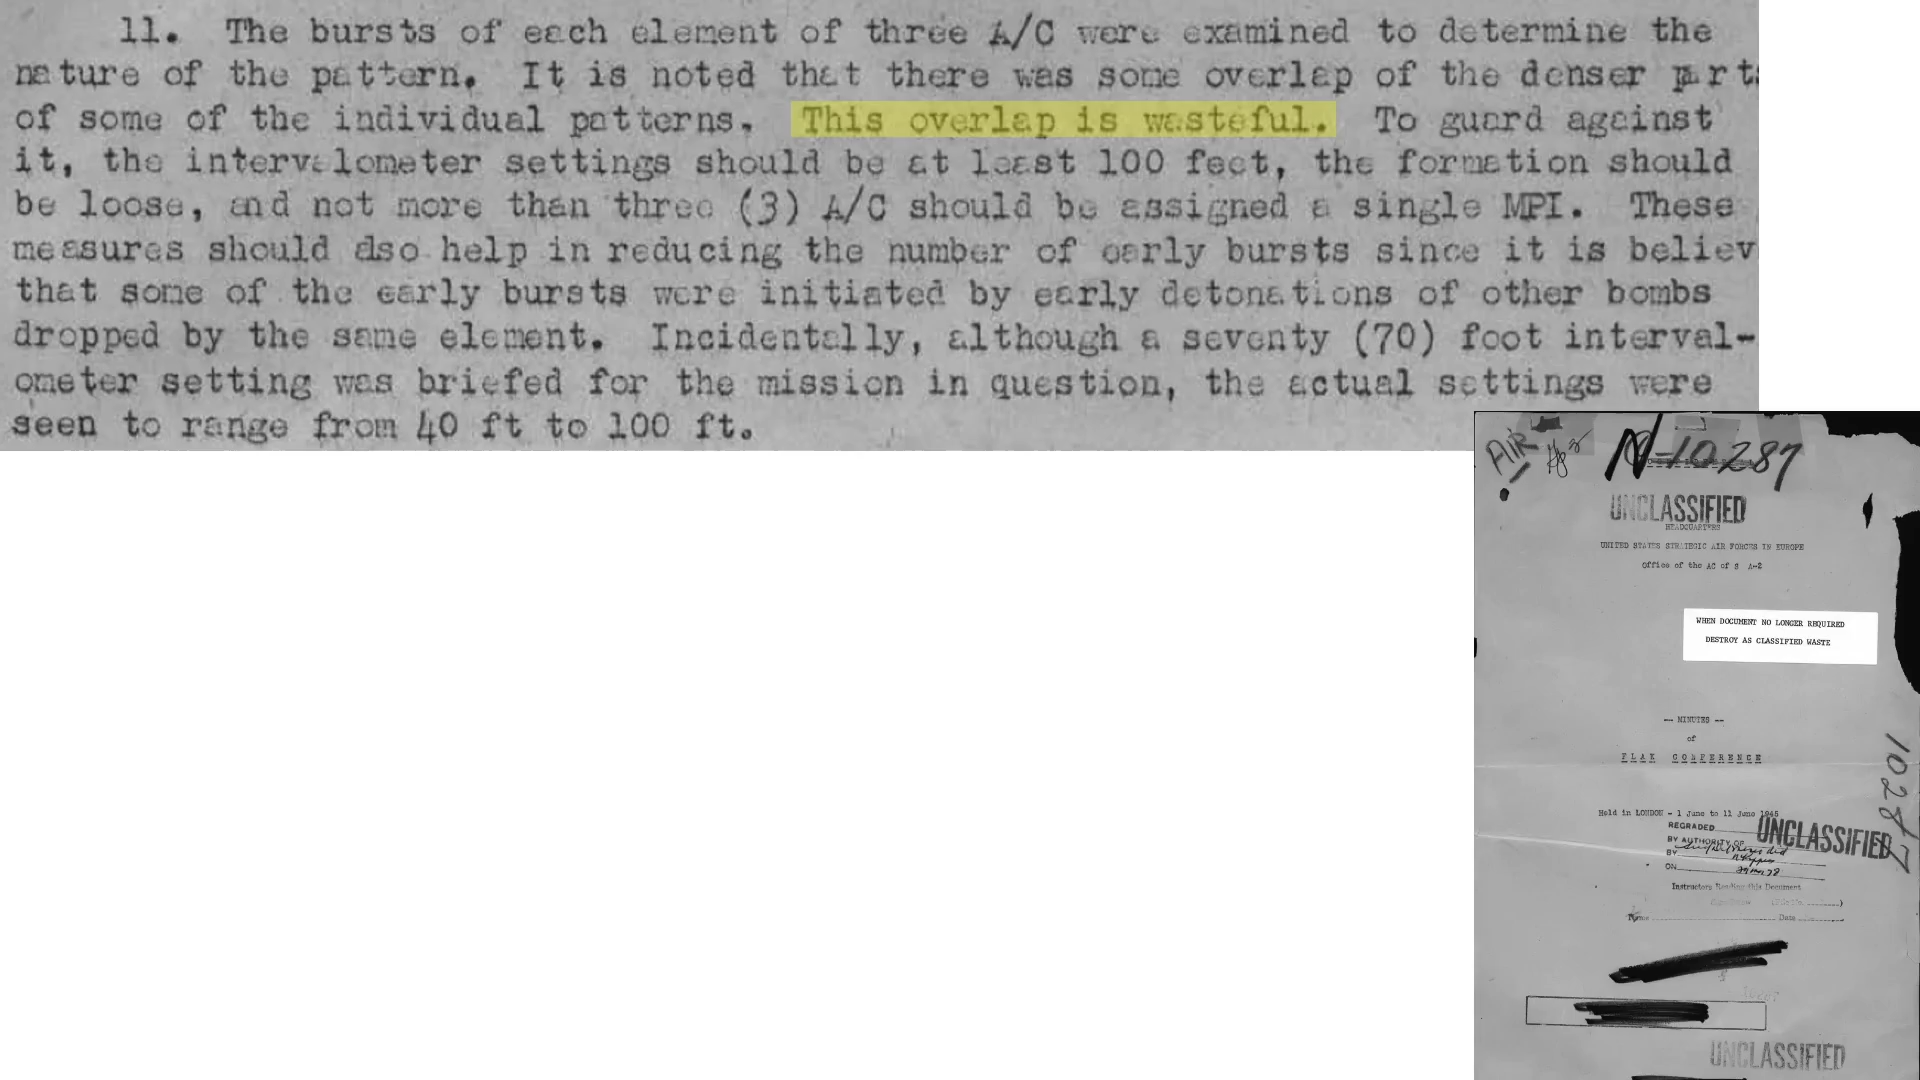 11. The bursts of each element of three A/C were examined to determine the
nature of the pattern. It is noted that there was some overlap of the denser part
of some of the individual patterns. This overlap is wasteful. To guard against
it, the intervalometer settings should be at least 100 feet, the formation should
be loose, and not more than three (3) A/C should be assigned a single MPI. These
measures should also help in reducing the number of early bursts since it is believ
that some of the early bursts were initiated by early detonations of other bombs
dropped by the same element. Incidentally, although a seventy (70) foot interval-
ometer setting was briefed for the mission in question, the actual settings were
seen to range from 40 ft to 100 ft.
AIR
N-10287
UNCLASSIFIED
HEADQUARTERS
UNITED STATES STRATEGIC AIR FORCES IN EUROPE
Office of the AC of S A-2
WHEN DOCUMENT NO LONGER REQUIRED
DESTROY AS CLASSIFIED WASTE
-- MINUTES --
of
FLAK CONFERENCE
10287
Held in LONDON - 1 June to 11 June 1945
REGRADED UNCLASSIFIED
BY AUTHORITY OF
BY
ON
Instructors Reading this Document
Name Date
UNCLASSIFIED